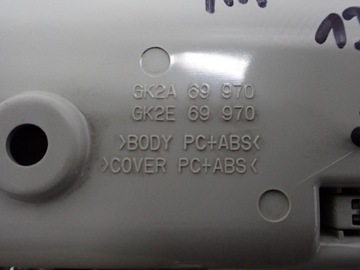 GK2A 69 970
GK2E 69 970
>BODY PC+ABS<
>COVER PC+ABS<